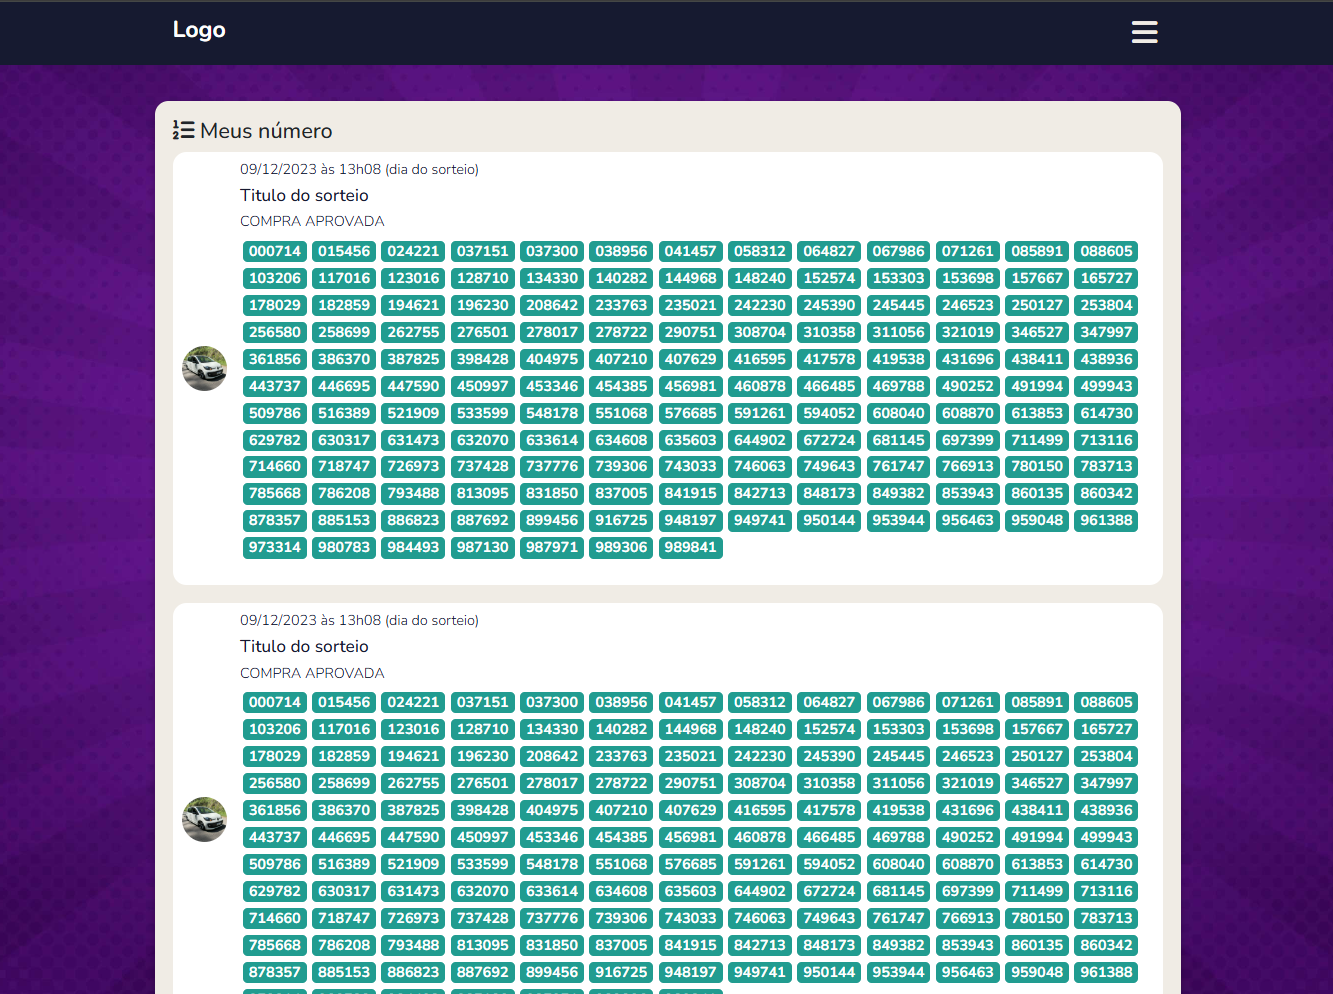 Logo
Meus número
09/12/2023 às 13h08 (dia do sorteio)
Titulo do sorteio
COMPRA APROVADA
000714 015456 024221 037151 037300 038956 041457 058312 064827 067986 071261 085891 088605
103206 117016 123016 128710 134330 140282 144968 148240 152574 153303 153698 157667 165727
178029 182859 194621 196230 208642 233763 235021 242230 245390 245445 246523 250127 253804
256580 258699 262755 276501 278017 278722 290751 308704 310358 311056 321019 346527 347997
361856 386370 387825 398428 404975 407210 407629 416595 417578 419538 431696 438411 438936
443737 446695 447590 450997 453346 454385 456981 460878 466485 469788 490252 491994 499943
509786 516389 521909 533599 548178 551068 576685 591261 594052 608040 608870 613853 614730
629782 630317 631473 632070 633614 634608 635603 644902 672724 681145 697399 711499 713116
714660 718747 726973 737428 737776 739306 743033 746063 749643 761747 766913 780150 783713
785668 786208 793488 813095 831850 837005 841915 842713 848173 849382 853943 860135 860342
878357 885153 886823 887692 899456 916725 948197 949741 950144 953944 956463 959048 961388
973314 980783 984493 987130 987971 989306 989841
09/12/2023 às 13h08 (dia do sorteio)
Titulo do sorteio
COMPRA APROVADA
000714 015456 024221 037151 037300 038956 041457 058312 064827 067986 071261 085891 088605
103206 117016 123016 128710 134330 140282 144968 148240 152574 153303 153698 157667 165727
178029 182859 194621 196230 208642 233763 235021 242230 245390 245445 246523 250127 253804
256580 258699 262755 276501 278017 278722 290751 308704 310358 311056 321019 346527 347997
361856 386370 387825 398428 404975 407210 407629 416595 417578 419538 431696 438411 438936
443737 446695 447590 450997 453346 454385 456981 460878 466485 469788 490252 491994 499943
509786 516389 521909 533599 548178 551068 576685 591261 594052 608040 608870 613853 614730
629782 630317 631473 632070 633614 634608 635603 644902 672724 681145 697399 711499 713116
714660 718747 726973 737428 737776 739306 743033 746063 749643 761747 766913 780150 783713
785668 786208 793488 813095 831850 837005 841915 842713 848173 849382 853943 860135 860342
878357 885153 886823 887692 899456 916725 948197 949741 950144 953944 956463 959048 961388